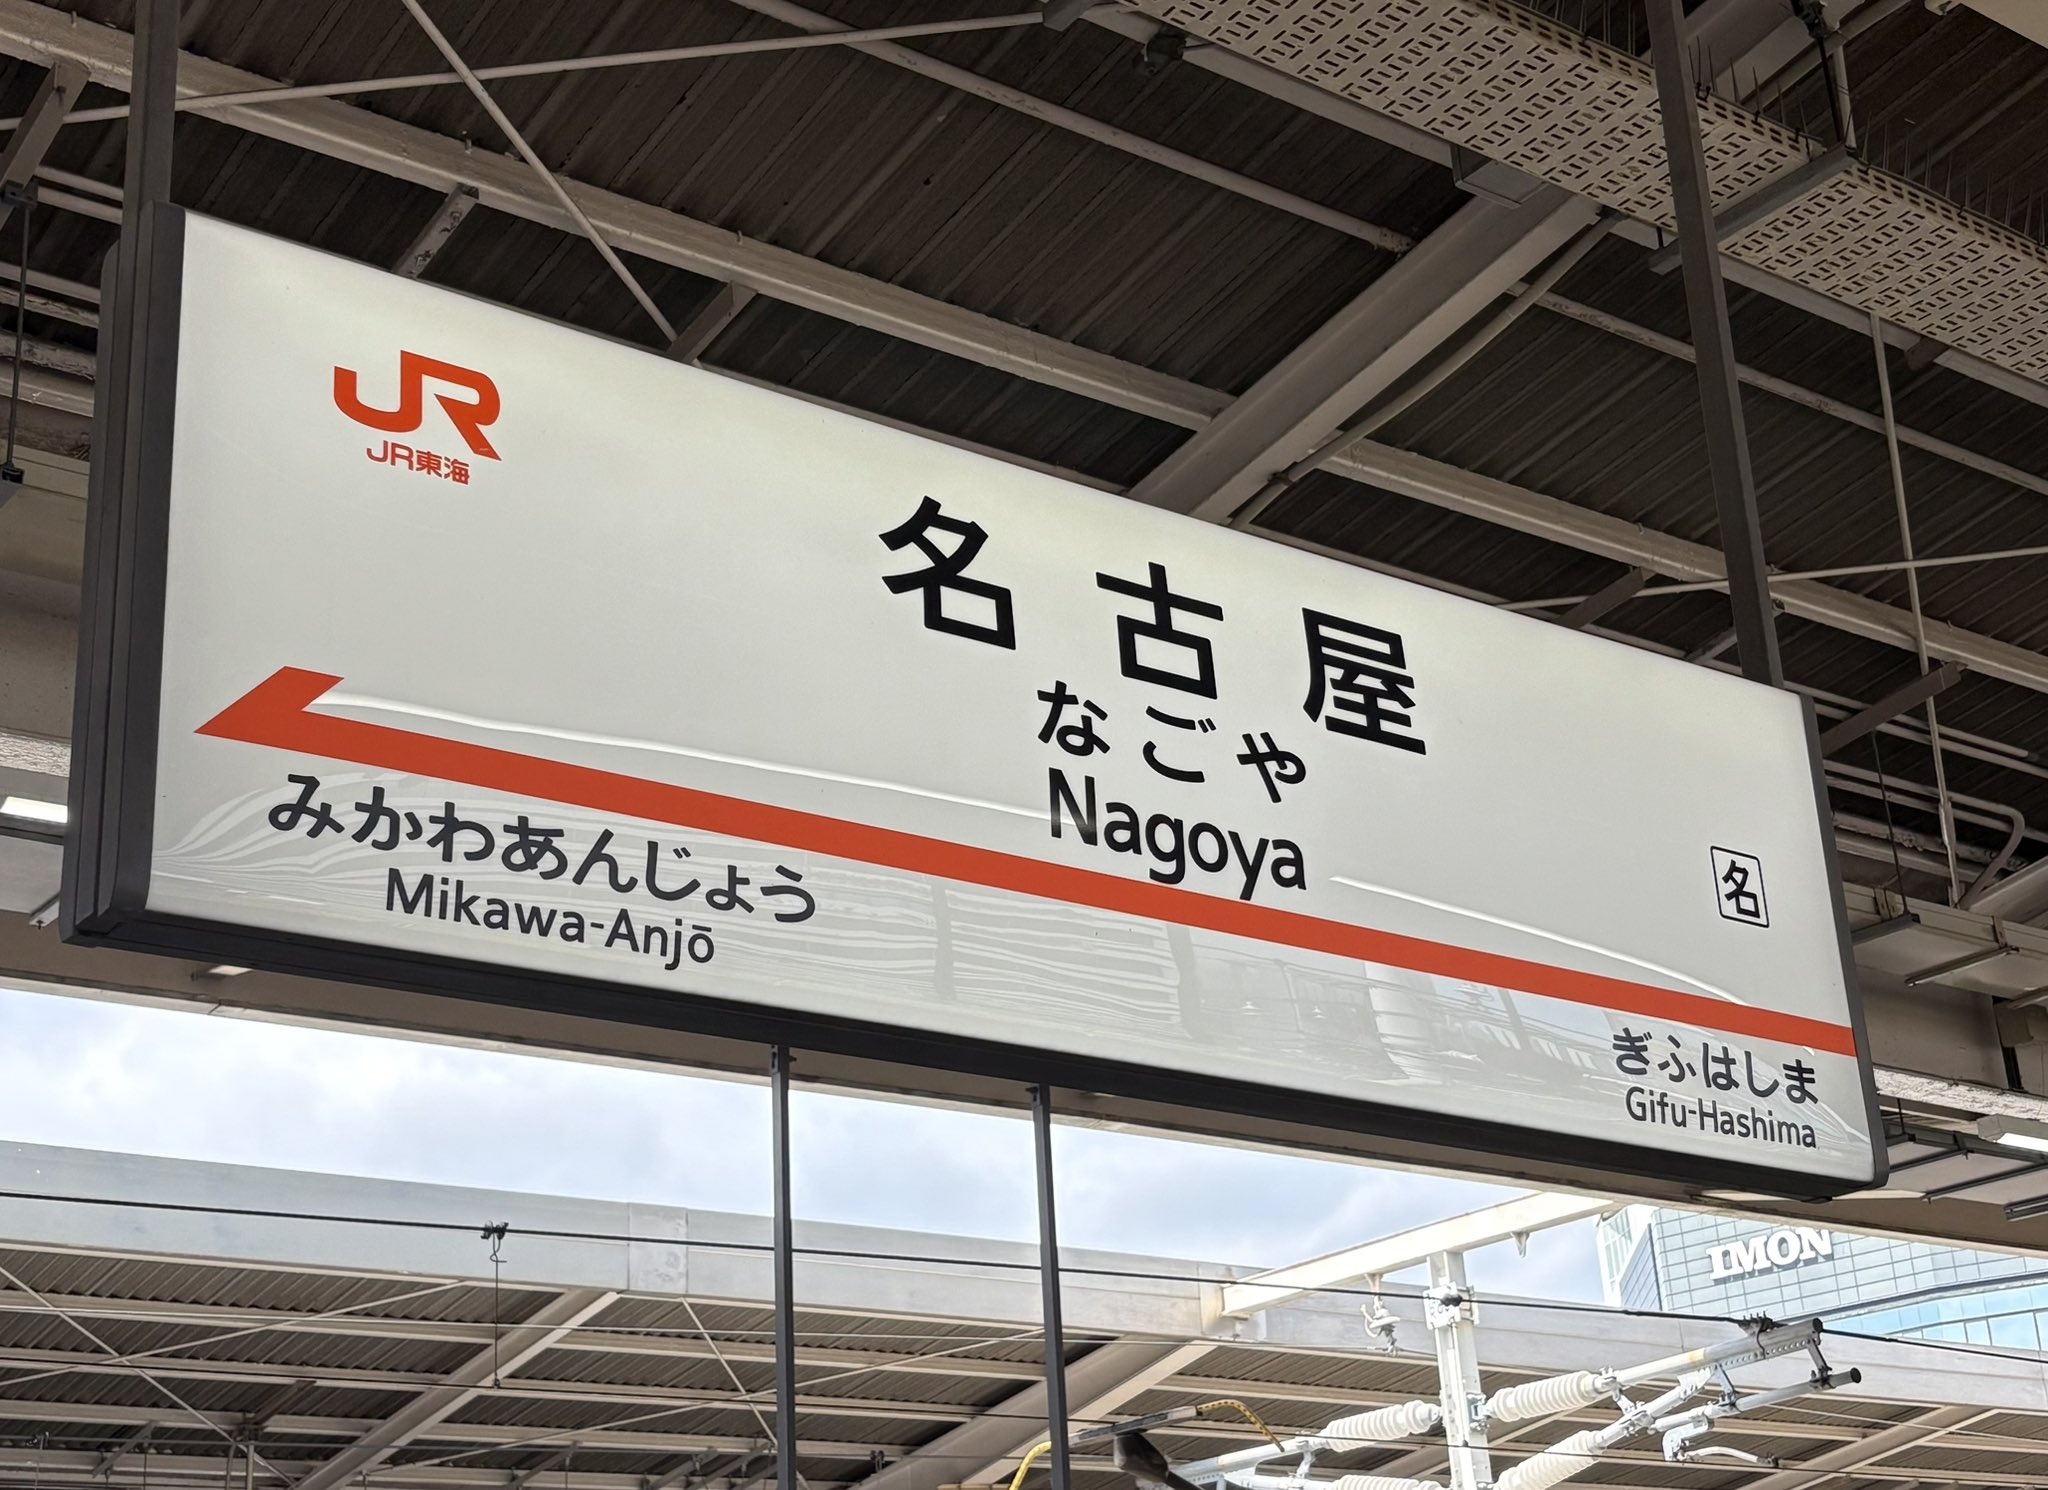 JR
JR東海
名古屋
なごや
Nagoya
名
みかわあんじょう
Mikawa-Anjō
ぎふはしま
Gifu-Hashima
IMON